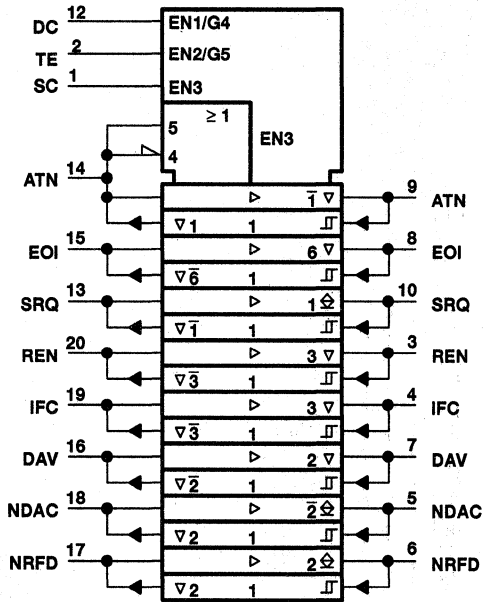 12
DC EN1/G4
2
TE EN2/G5
1
SC EN3
≥ 1
5 EN3
4
14
ATN 9
▷ 1̅ ▽ ATN
▽ 1 1
15 8
EOI ▷ 6 ▽ EOI
▽ 6̅ 1
13 10
SRQ ▷ 1 SRQ
▽ 1̅ 1
20 3
REN ▷ 3 ▽ REN
▽ 3̅ 1
19 4
IFC ▷ 3 ▽ IFC
▽ 3̅ 1
16 7
DAV ▷ 2 ▽ DAV
▽ 2̅ 1
18 5
NDAC ▷ 2̅ NDAC
▽ 2 1
17 6
NRFD ▷ 2 NRFD
▽ 2 1